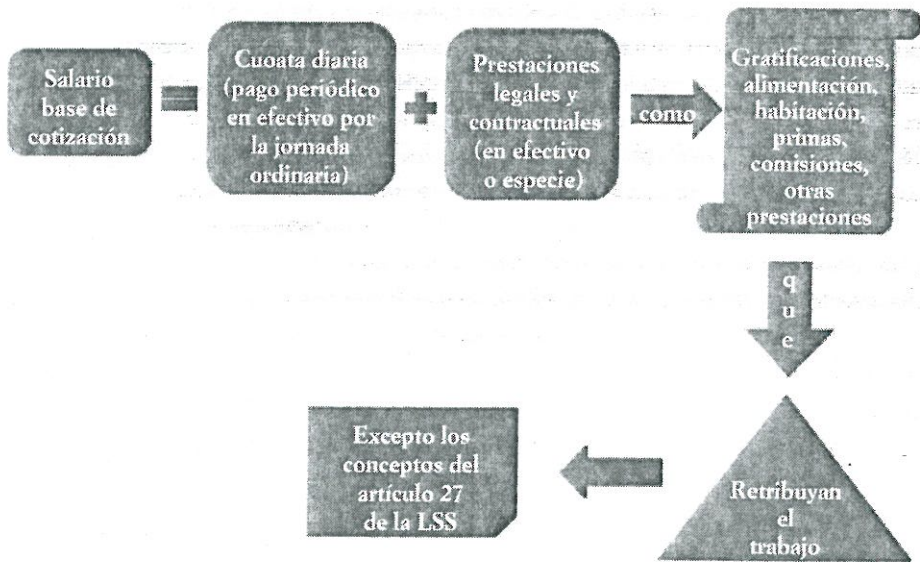 Salario
base de
cotización
Cuoata diaria
(pago periódico
en efectivo por
la jornada
ordinaria)
Prestaciones
legales y
contractuales
(en efectivo
o especie)
como
Gratificaciones,
alimentación,
habitación,
primas,
comisiones,
otras
prestaciones
q
u
e
Retribuyan
el
trabajo
Excepto los
conceptos del
artículo 27
de la LSS